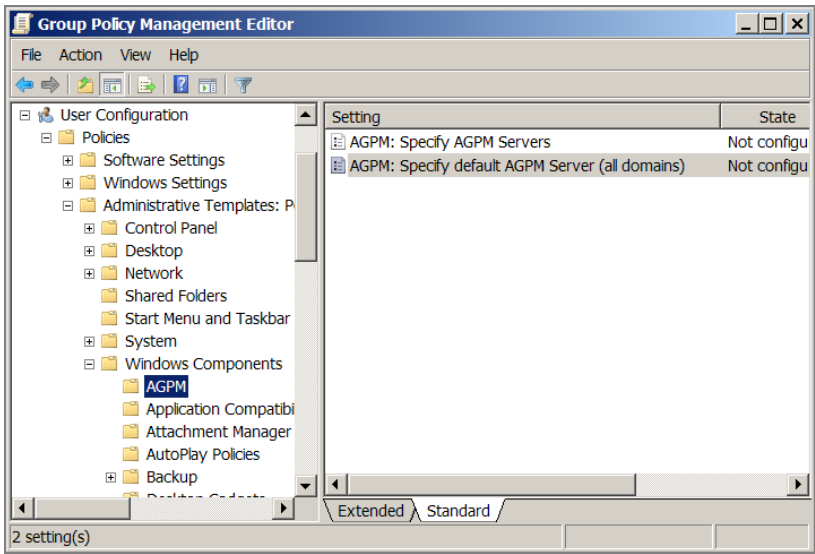 Group Policy Management Editor
File Action View Help
User Configuration
Policies
Software Settings
Windows Settings
Administrative Templates: P
Control Panel
Desktop
Network
Shared Folders
Start Menu and Taskbar
System
Windows Components
AGPM
Application Compatibi
Attachment Manager
AutoPlay Policies
Backup
Desktop Gadgets
Setting State
AGPM: Specify AGPM Servers Not configu
AGPM: Specify default AGPM Server (all domains) Not configu
Extended Standard
2 setting(s)